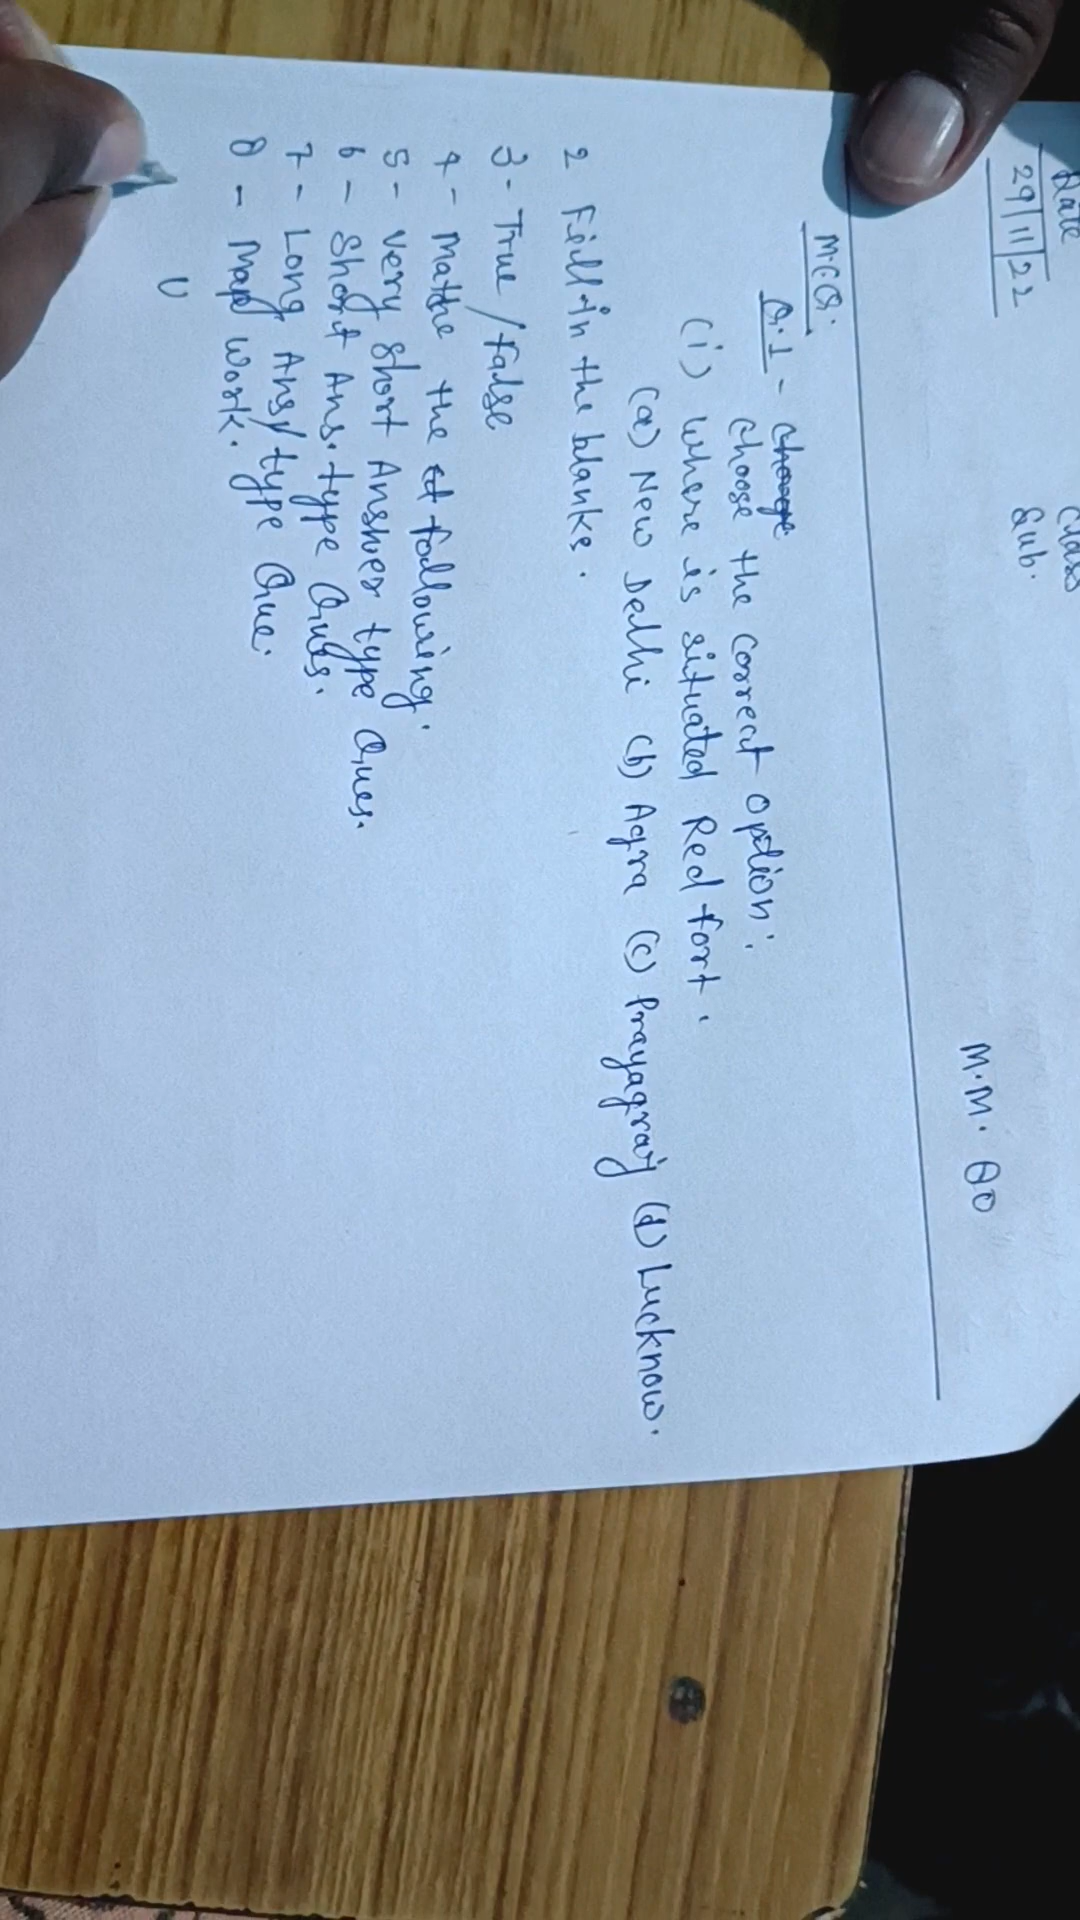 Date Class
29/11/22 Sub. M.M. 80
M.C.Q.
Q.1 - choose the correct option:
(i) where is situated Red fort.
(a) New Delhi (b) Agra (c) Prayagraj (d) Lucknow.
2 Fill in the blanks.
3- True/false
4- Matche the following.
5- Very Short Answer type Ques.
6- Short Ans. type Ques.
7- Long Ans/type Que.
8- Map work.